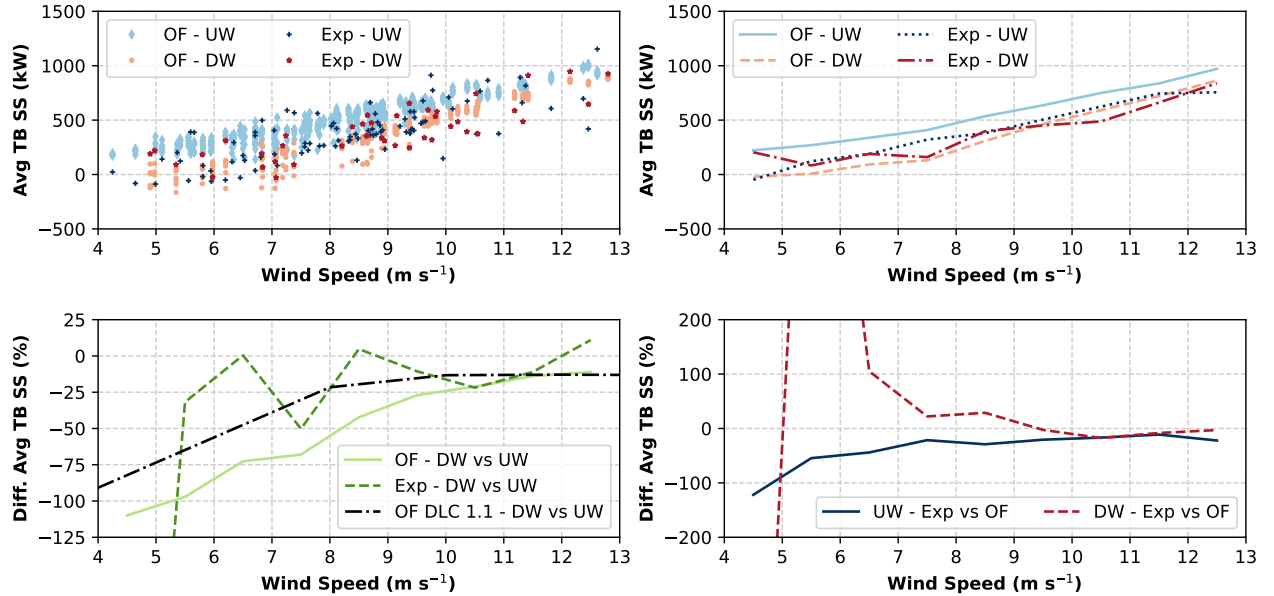 Avg TB SS (kW)
1500
1000
500
0
−500
OF - UW
OF - DW
Exp - UW
Exp - DW
4 5 6 7 8 9 10 11 12 13
Wind Speed (m s⁻¹)
Avg TB SS (kW)
1500
1000
500
0
−500
OF - UW
OF - DW
Exp - UW
Exp - DW
4 5 6 7 8 9 10 11 12 13
Wind Speed (m s⁻¹)
Diff. Avg TB SS (%)
25
0
−25
−50
−75
−100
−125
OF - DW vs UW
Exp - DW vs UW
OF DLC 1.1 - DW vs UW
4 5 6 7 8 9 10 11 12 13
Wind Speed (m s⁻¹)
Diff. Avg TB SS (%)
200
100
0
−100
−200
UW - Exp vs OF
DW - Exp vs OF
4 5 6 7 8 9 10 11 12 13
Wind Speed (m s⁻¹)